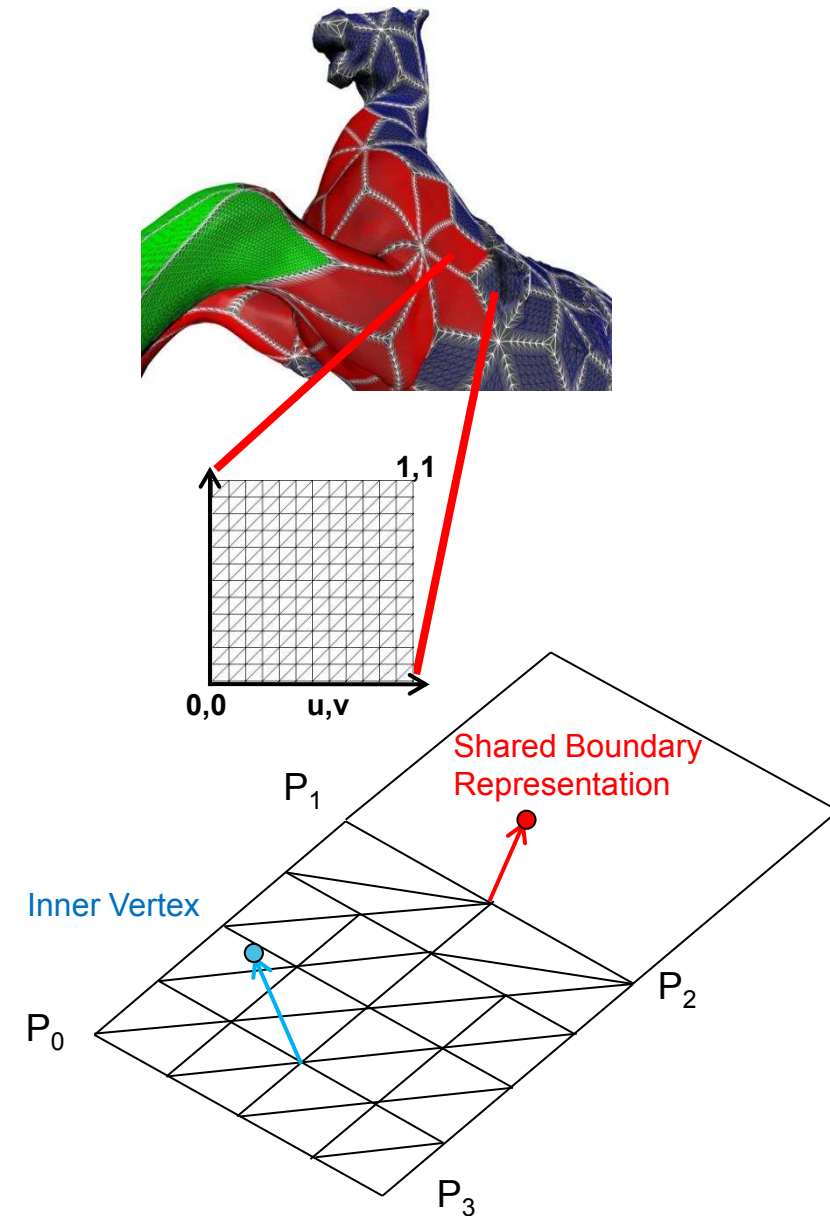 1,1
0,0
u,v
Shared Boundary
Representation
P1
Inner Vertex
P2
P0
P3